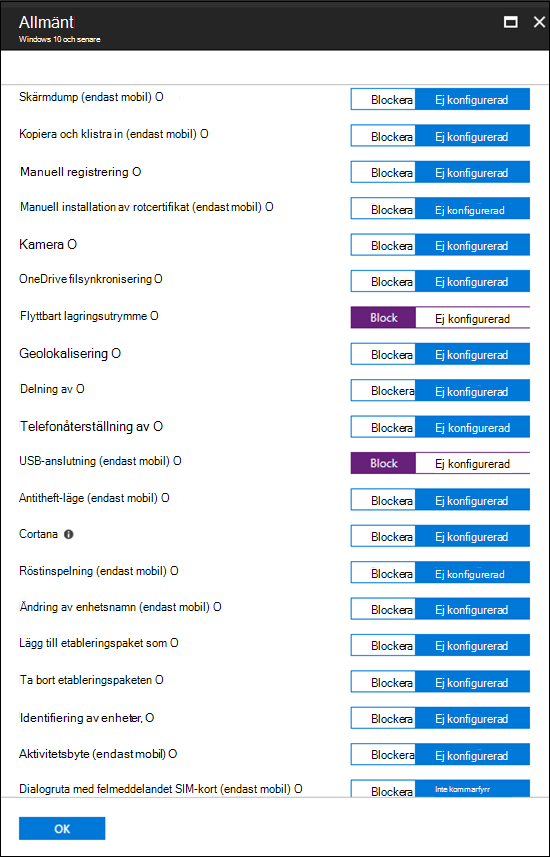 Allmänt
Windows 10 och senare
Skärmdump (endast mobil) O Blockera Ej konfigurerad
Kopiera och klistra in (endast mobil) O Blockera Ej konfigurerad
Manuell registrering O Blockera Ej konfigurerad
Manuell installation av rotcertifikat (endast mobil) O Blockera Ej konfigurerad
Kamera O Blockera Ej konfigurerad
OneDrive filsynkronisering O Blockera Ej konfigurerad
Flyttbart lagringsutrymme O Block Ej konfigurerad
Geolokalisering O Blockera Ej konfigurerad
Delning av O Blockera Ej konfigurerad
Telefonåterställning av O Blockera Ej konfigurerad
USB-anslutning (endast mobil) O Block Ej konfigurerad
Antitheft-läge (endast mobil) O Blockera Ej konfigurerad
Cortana Blockera Ej konfigurerad
Röstinspelning (endast mobil) O Blockera Ej konfigurerad
Ändring av enhetsnamn (endast mobil) O Blockera Ej konfigurerad
Lägg till etableringspaket som O Blockera Ej konfigurerad
Ta bort etableringspaketen O Blockera Ej konfigurerad
Identifiering av enheter, O Blockera Ej konfigurerad
Aktivitetsbyte (endast mobil) O Blockera Ej konfigurerad
Dialogruta med felmeddelandet SIM-kort (endast mobil) O Blockera Inte kommarfyrr
OK